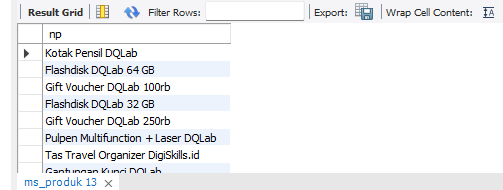 Result Grid Filter Rows: Export: Wrap Cell Content:
np
Kotak Pensil DQLab
Flashdisk DQLab 64 GB
Gift Voucher DQLab 100rb
Flashdisk DQLab 32 GB
Gift Voucher DQLab 250rb
Pulpen Multifunction + Laser DQLab
Tas Travel Organizer DigiSkills.id
Gantungan Kunci DQLab
ms_produk 13